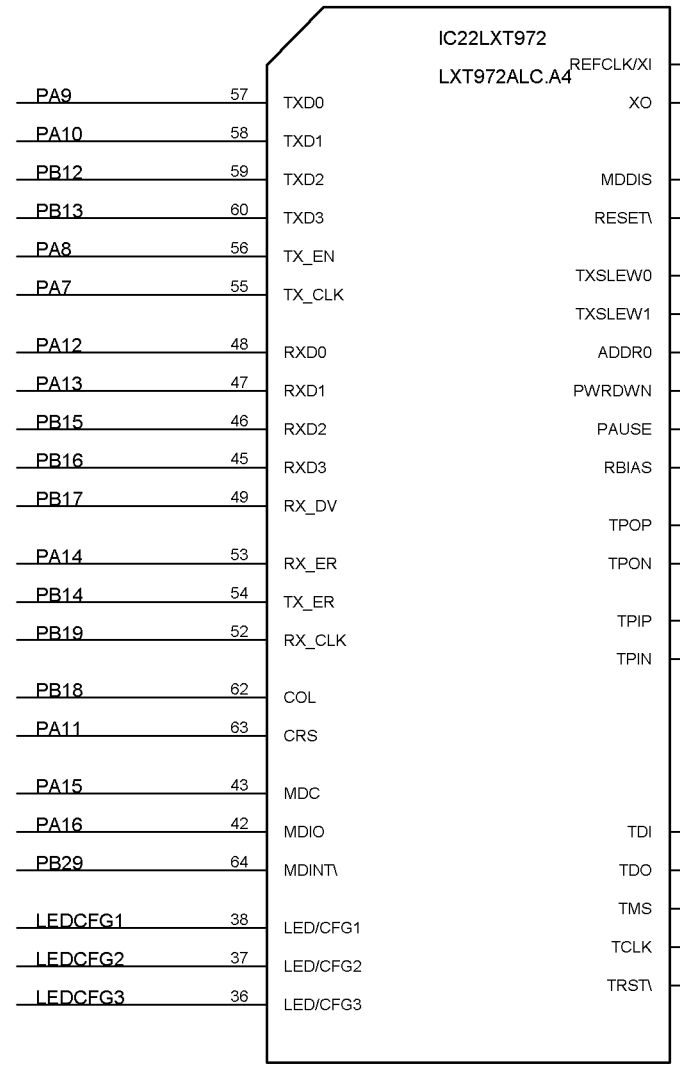 IC22LXT972
LXT972ALC.A4
REFCLK/XI
PA9 57 TXD0 XO
PA10 58 TXD1
PB12 59 TXD2 MDDIS
PB13 60 TXD3 RESET\
PA8 56 TX_EN
PA7 55 TX_CLK TXSLEW0
TXSLEW1
PA12 48 RXD0 ADDR0
PA13 47 RXD1 PWRDWN
PB15 46 RXD2 PAUSE
PB16 45 RXD3 RBIAS
PB17 49 RX_DV
TPOP
PA14 53 RX_ER TPON
PB14 54 TX_ER
TPIP
PB19 52 RX_CLK
TPIN
PB18 62 COL
PA11 63 CRS
PA15 43 MDC
PA16 42 MDIO TDI
PB29 64 MDINT\ TDO
TMS
LEDCFG1 38 LED/CFG1
TCLK
LEDCFG2 37 LED/CFG2
TRST\
LEDCFG3 36 LED/CFG3